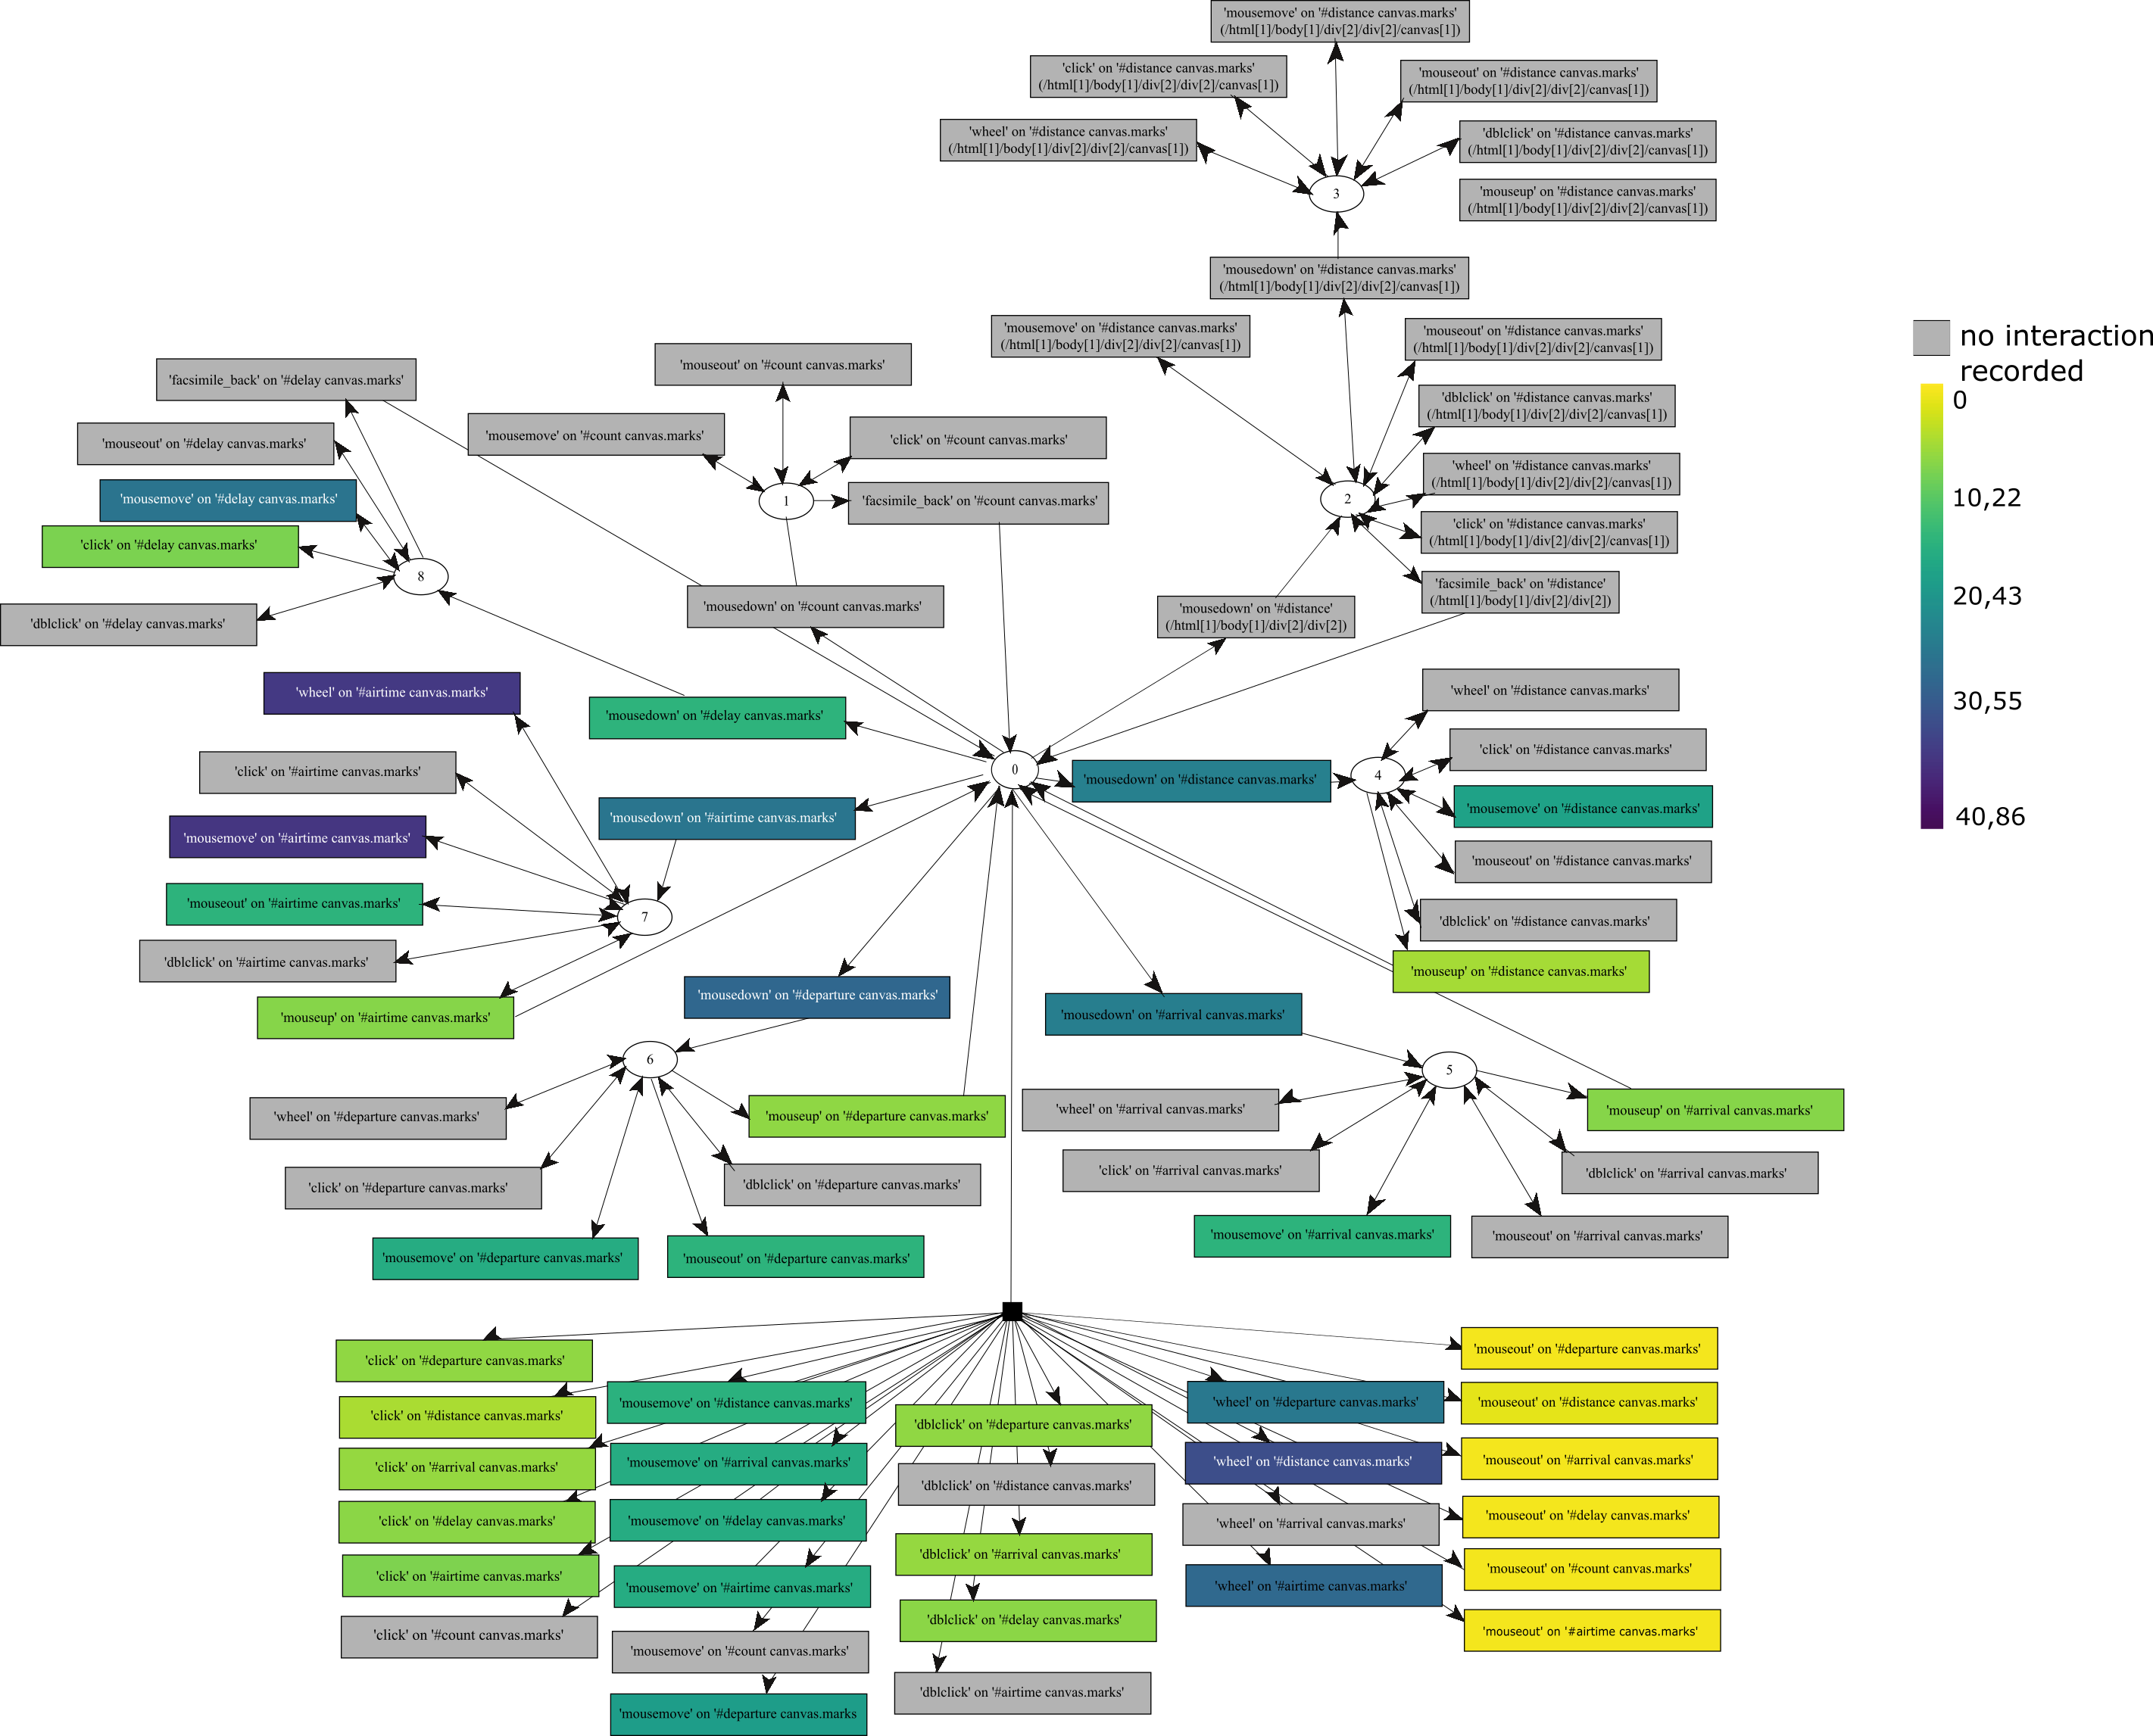 'mousemove' on '#distance canvas.marks'
(/html[1]/body[1]/div[2]/div[2]/canvas[1])
'click' on '#distance canvas.marks'
(/html[1]/body[1]/div[2]/div[2]/canvas[1])
'mouseout' on '#distance canvas.marks'
(/html[1]/body[1]/div[2]/div[2]/canvas[1])
'wheel' on '#distance canvas.marks'
(/html[1]/body[1]/div[2]/div[2]/canvas[1])
'dblclick' on '#distance canvas.marks'
(/html[1]/body[1]/div[2]/div[2]/canvas[1])
3
'mouseup' on '#distance canvas.marks'
(/html[1]/body[1]/div[2]/div[2]/canvas[1])
'mousedown' on '#distance canvas.marks'
(/html[1]/body[1]/div[2]/div[2]/canvas[1])
'mousemove' on '#distance canvas.marks'
(/html[1]/body[1]/div[2]/div[2]/canvas[1])
'mouseout' on '#distance canvas.marks'
(/html[1]/body[1]/div[2]/div[2]/canvas[1])
'dblclick' on '#distance canvas.marks'
(/html[1]/body[1]/div[2]/div[2]/canvas[1])
'wheel' on '#distance canvas.marks'
(/html[1]/body[1]/div[2]/div[2]/canvas[1])
2
'click' on '#distance canvas.marks'
(/html[1]/body[1]/div[2]/div[2]/canvas[1])
'facsimile_back' on '#distance'
(/html[1]/body[1]/div[2]/div[2])
'mousedown' on '#distance'
(/html[1]/body[1]/div[2]/div[2])
no interaction
recorded
0
10,22
20,43
30,55
40,86
'mouseout' on '#count canvas.marks'
'mousemove' on '#count canvas.marks'
'click' on '#count canvas.marks'
1
'facsimile_back' on '#count canvas.marks'
'mousedown' on '#count canvas.marks'
'facsimile_back' on '#delay canvas.marks'
'mouseout' on '#delay canvas.marks'
'mousemove' on '#delay canvas.marks'
'click' on '#delay canvas.marks'
8
'dblclick' on '#delay canvas.marks'
'mousedown' on '#delay canvas.marks'
0
'wheel' on '#airtime canvas.marks'
'click' on '#airtime canvas.marks'
'mousedown' on '#airtime canvas.marks'
'mousemove' on '#airtime canvas.marks'
'mouseout' on '#airtime canvas.marks'
7
'dblclick' on '#airtime canvas.marks'
'mouseup' on '#airtime canvas.marks'
'mousedown' on '#distance canvas.marks'
4
'wheel' on '#distance canvas.marks'
'click' on '#distance canvas.marks'
'mousemove' on '#distance canvas.marks'
'mouseout' on '#distance canvas.marks'
'dblclick' on '#distance canvas.marks'
'mouseup' on '#distance canvas.marks'
'mousedown' on '#departure canvas.marks'
6
'wheel' on '#departure canvas.marks'
'mouseup' on '#departure canvas.marks'
'click' on '#departure canvas.marks'
'dblclick' on '#departure canvas.marks'
'mousemove' on '#departure canvas.marks'
'mouseout' on '#departure canvas.marks'
'mousedown' on '#arrival canvas.marks'
5
'wheel' on '#arrival canvas.marks'
'mouseup' on '#arrival canvas.marks'
'click' on '#arrival canvas.marks'
'dblclick' on '#arrival canvas.marks'
'mousemove' on '#arrival canvas.marks'
'mouseout' on '#arrival canvas.marks'
'click' on '#departure canvas.marks'
'click' on '#distance canvas.marks'
'click' on '#arrival canvas.marks'
'click' on '#delay canvas.marks'
'click' on '#airtime canvas.marks'
'click' on '#count canvas.marks'
'mousemove' on '#distance canvas.marks'
'mousemove' on '#arrival canvas.marks'
'mousemove' on '#delay canvas.marks'
'mousemove' on '#airtime canvas.marks'
'mousemove' on '#count canvas.marks'
'mousemove' on '#departure canvas.marks
'dblclick' on '#departure canvas.marks'
'dblclick' on '#distance canvas.marks'
'dblclick' on '#arrival canvas.marks'
'dblclick' on '#delay canvas.marks'
'dblclick' on '#airtime canvas.marks'
'wheel' on '#departure canvas.marks'
'wheel' on '#distance canvas.marks'
'wheel' on '#arrival canvas.marks'
'wheel' on '#airtime canvas.marks'
'mouseout' on '#departure canvas.marks'
'mouseout' on '#distance canvas.marks'
'mouseout' on '#arrival canvas.marks'
'mouseout' on '#delay canvas.marks'
'mouseout' on '#count canvas.marks'
'mouseout' on '#airtime canvas.marks'